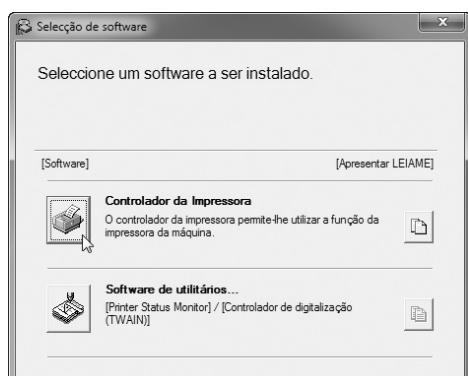 Selecção de software
Seleccione um software a ser instalado.
[Software] [Apresentar LEIAME]
Controlador da Impressora
O controlador da impressora permite-lhe utilizar a função da
impressora da máquina.
Software de utilitários...
[Printer Status Monitor] / [Controlador de digitalização
(TWAIN)]